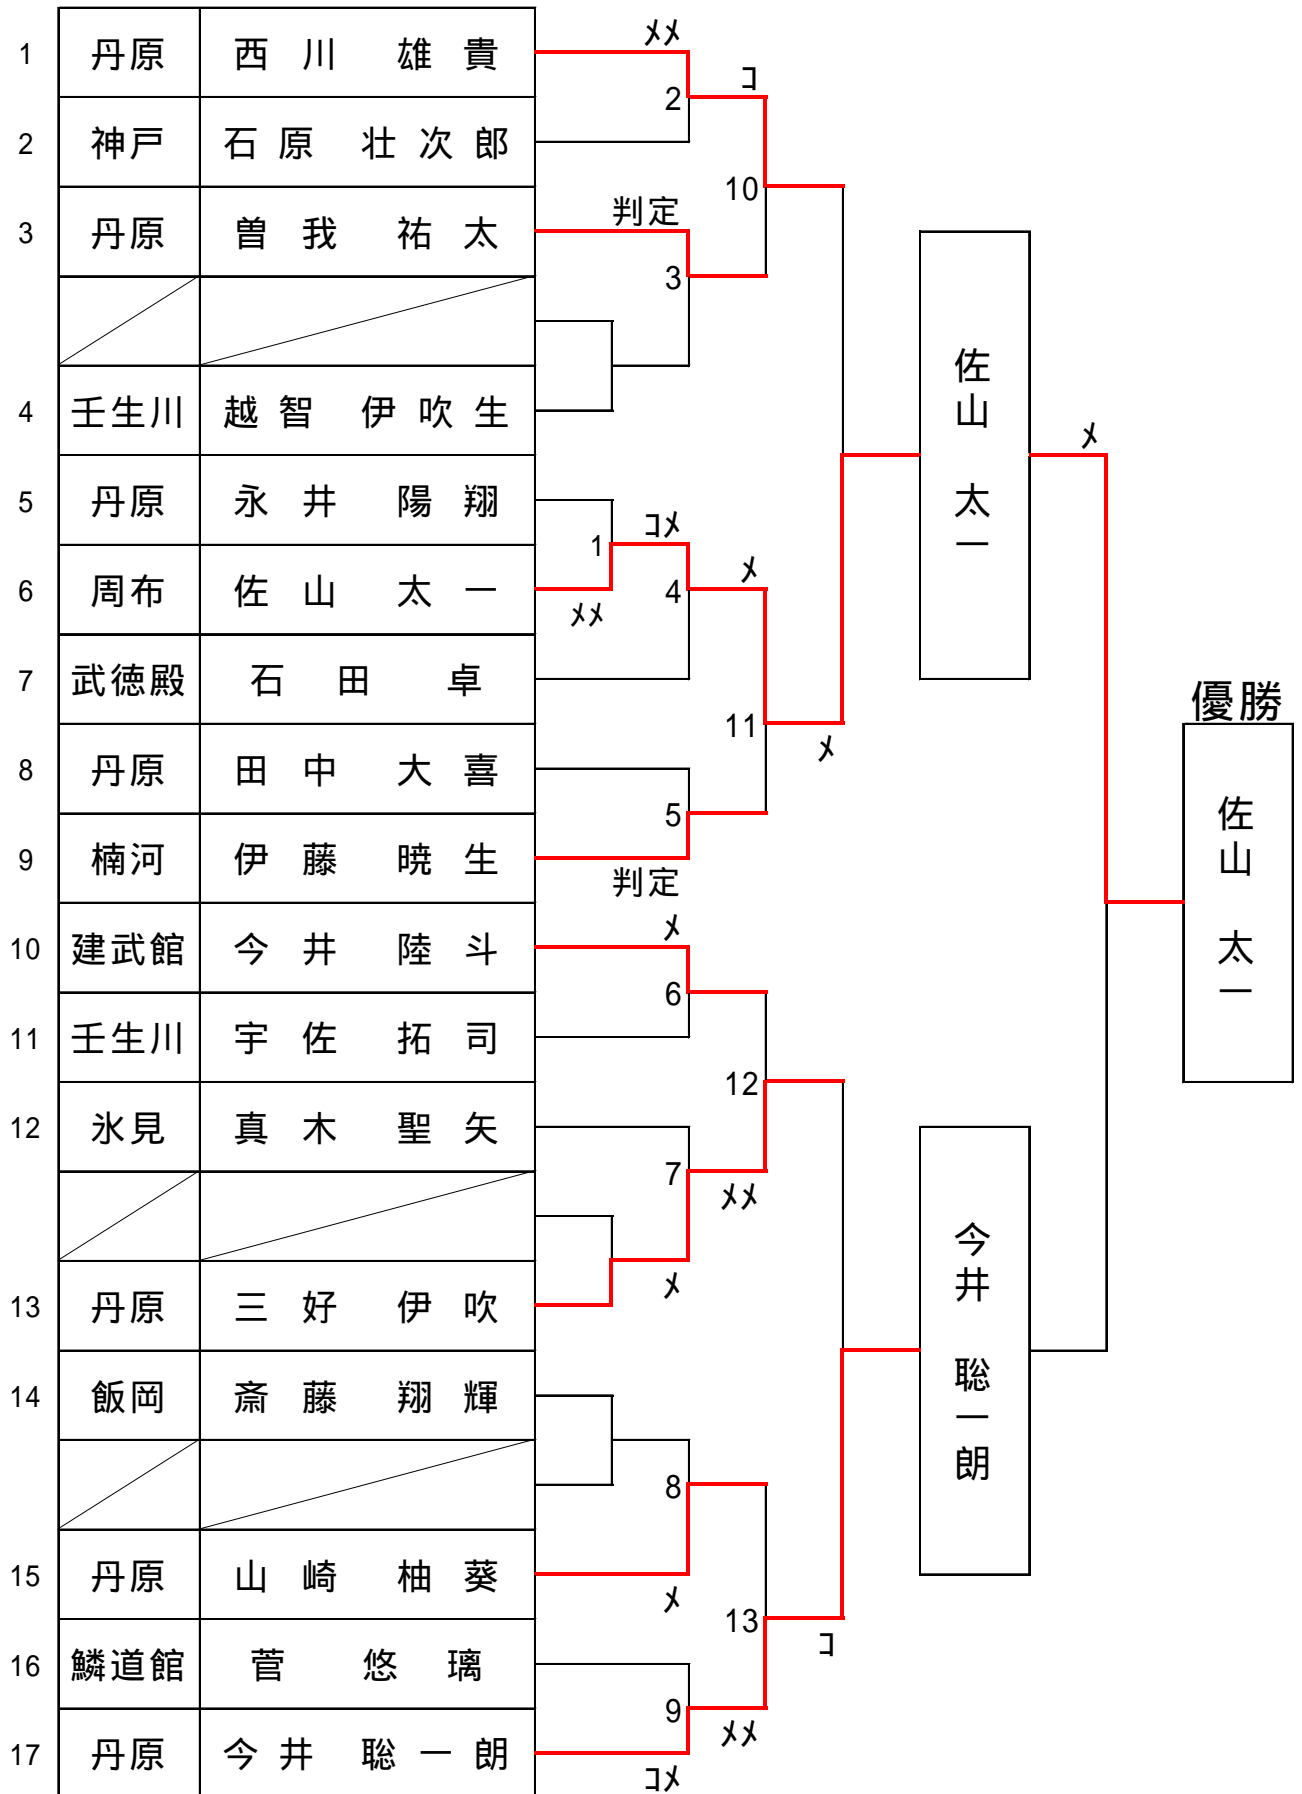 メメ
1 丹原 西川 雄貴
コ
2
2 神戸 石原 壮次郎
10
判定
3 丹原 曽我 祐太
3
4 壬生川 越智 伊吹生
佐山 太一
メ
5 丹原 永井 陽翔
コメ
1
メ
6 周布 佐山 太一
4
メメ
7 武徳殿 石田 卓
優勝
11
メ
8 丹原 田中 大喜
5
佐山 太一
9 楠河 伊藤 暁生
判定
メ
10 建武館 今井 陸斗
6
11 壬生川 宇佐 拓司
12
12 氷見 真木 聖矢
7
メメ
今井 聡一朗
メ
13 丹原 三好 伊吹
14 飯岡 斎藤 翔輝
8
15 丹原 山崎 柚葵
メ
13
コ
16 鱗道館 菅 悠璃
9
メメ
17 丹原 今井 聡一朗
コメ